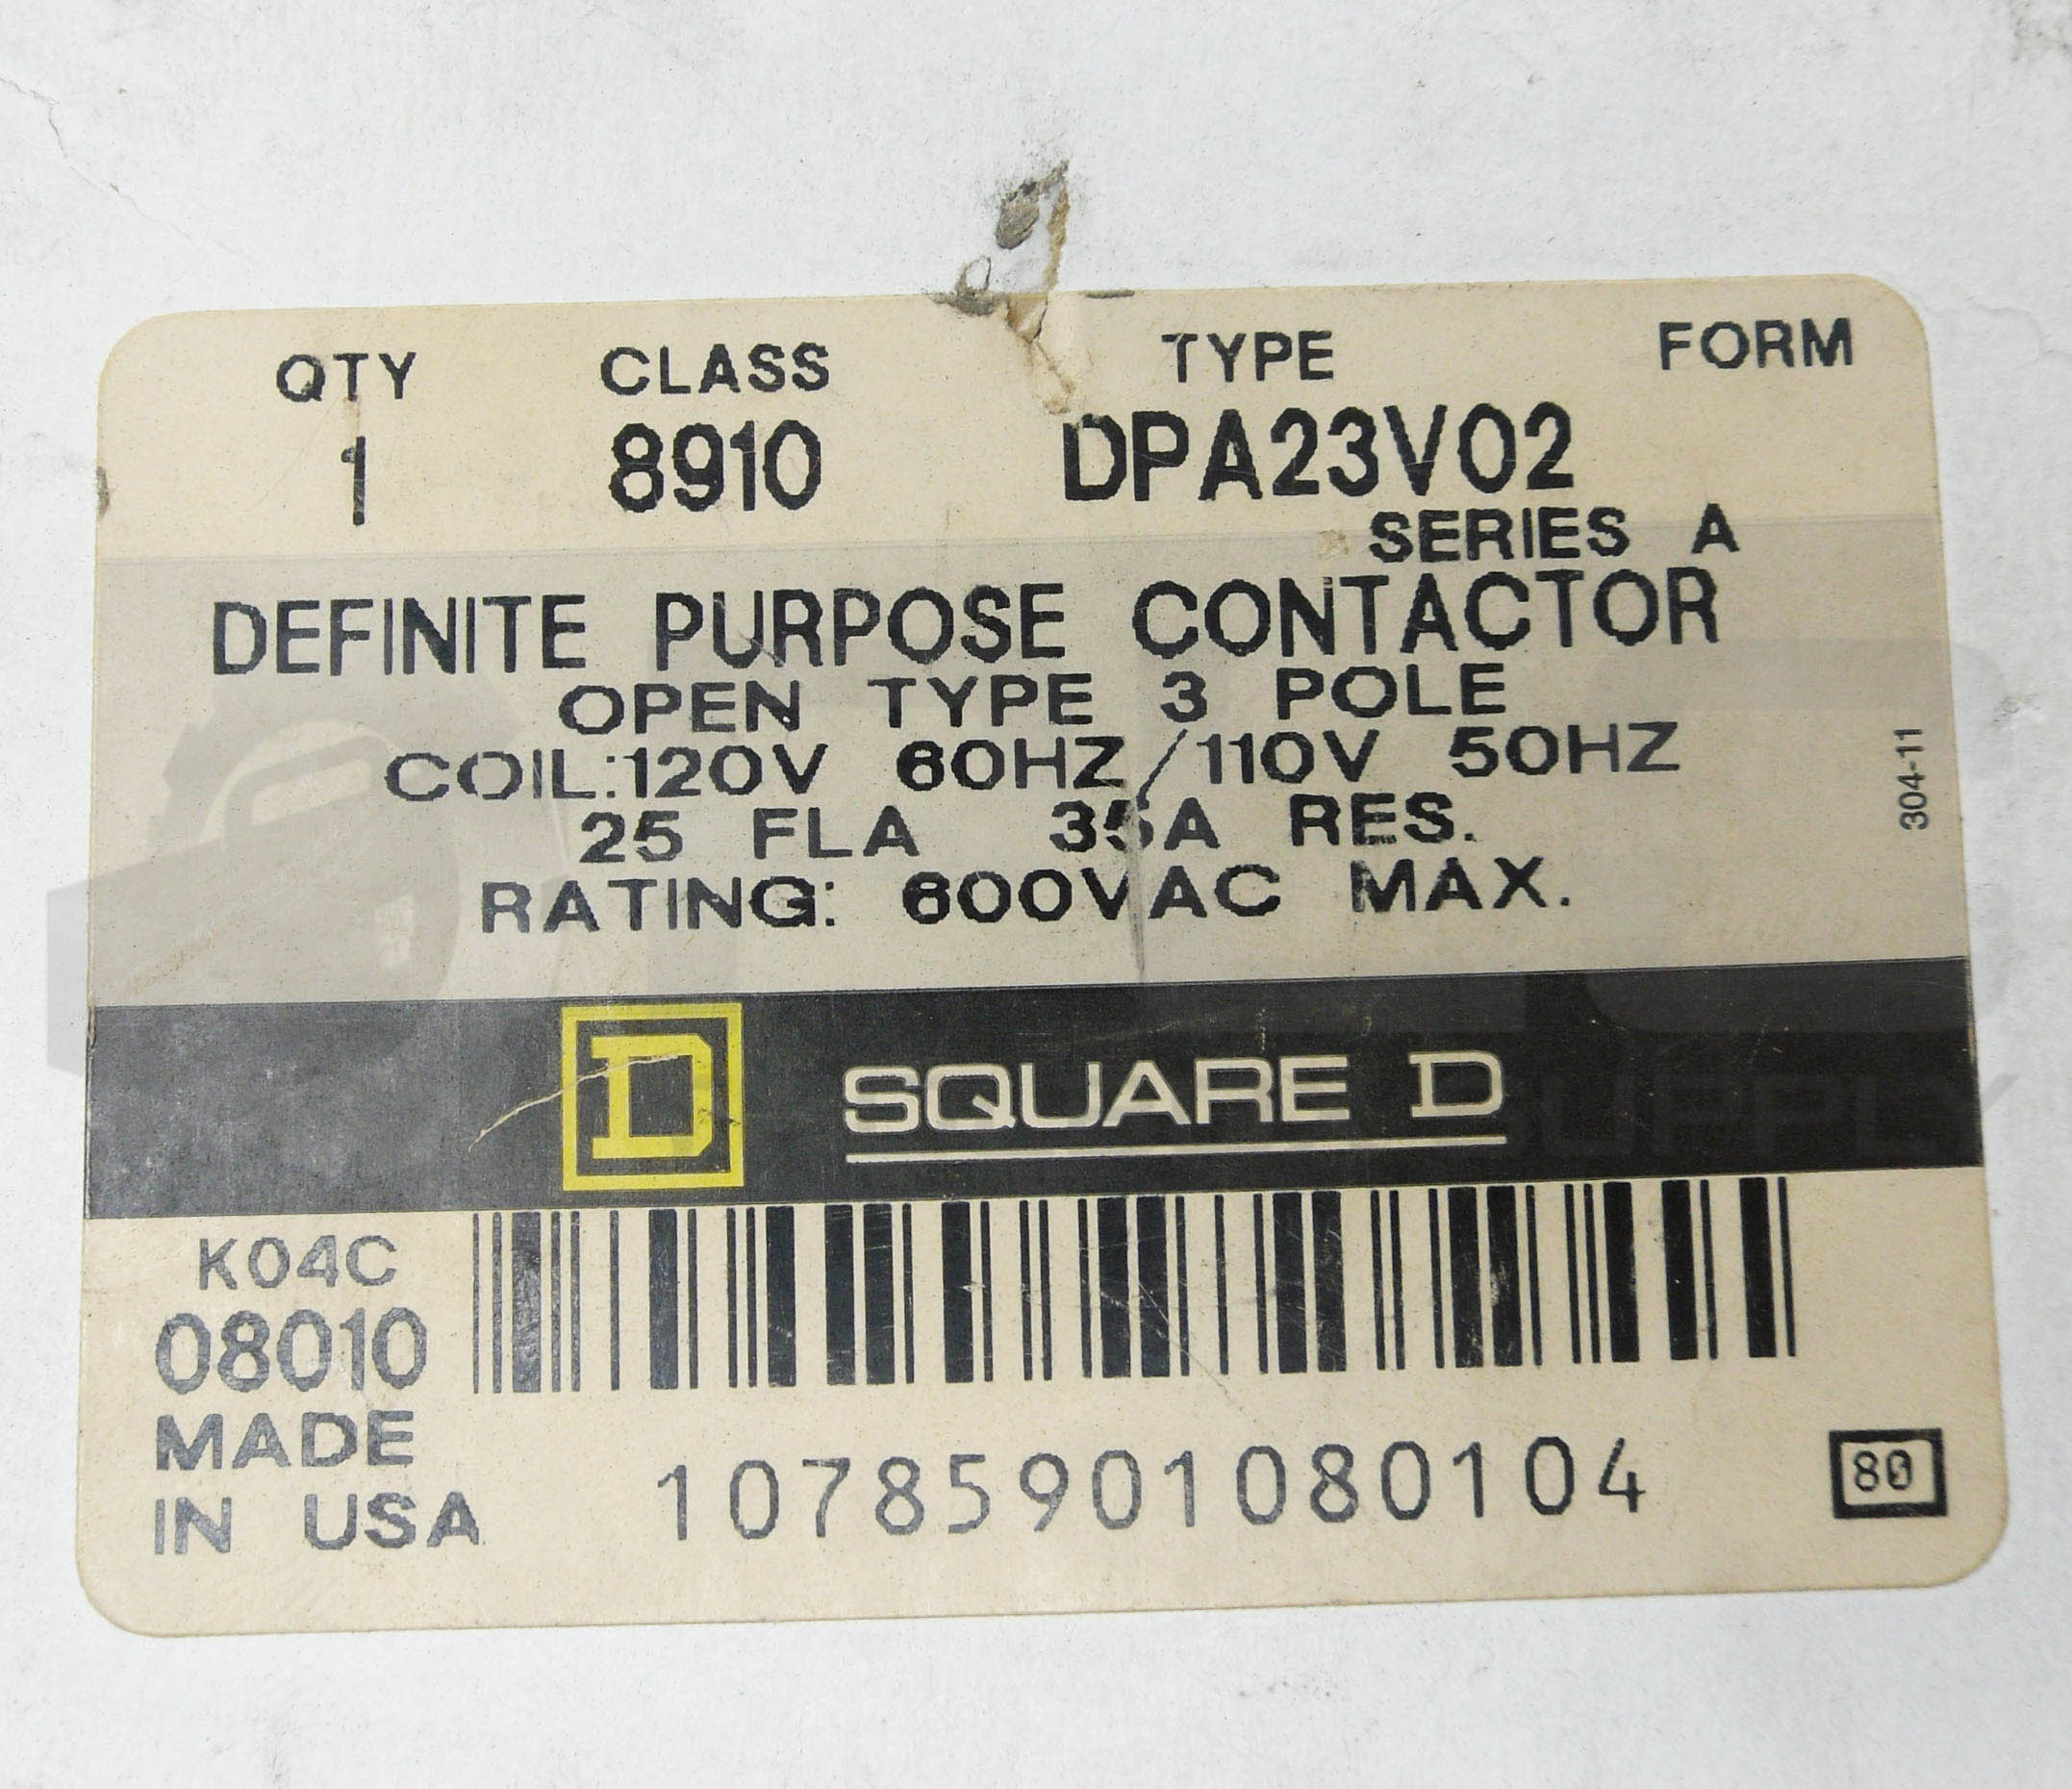 QTY CLASS TYPE FORM
1 8910 DPA23V02
SERIES A
DEFINITE PURPOSE CONTACTOR
OPEN TYPE 3 POLE
COIL:120V 60HZ/110V 50HZ
25 FLA 35A RES.
RATING: 600VAC MAX.
304-11
D SQUARE D
SUPPLY
K04C
08010
MADE
IN USA
10785901080104
80